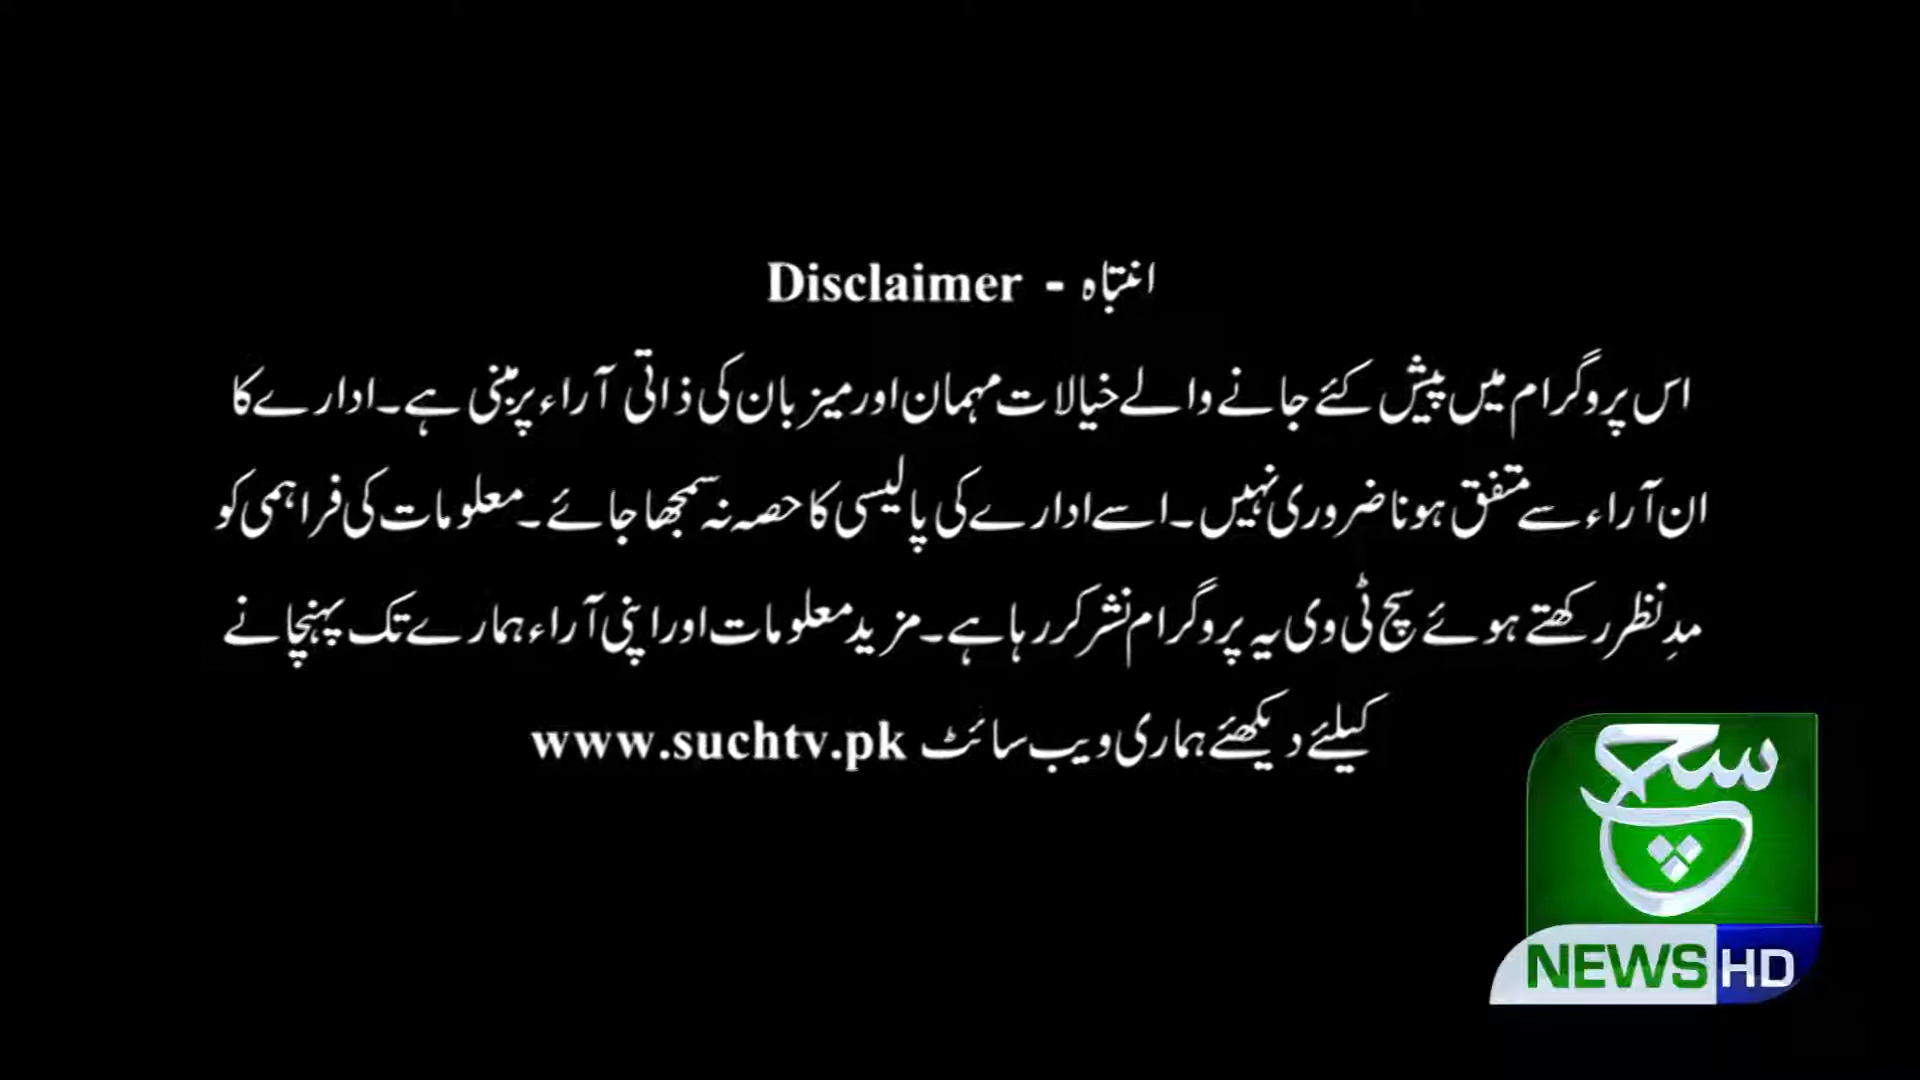 انتباہ - Disclaimer
اس پروگرام میں پیش کئے جانے والے خیالات مہمان اور میزبان کی ذاتی آراء پر مبنی ہے۔ ادارے کا
ان آراء سے متفق ہونا ضروری نہیں۔ اسے ادارے کی پالیسی کا حصہ نہ سمجھا جائے۔ معلومات کی فراہمی کو
مدِنظر رکھتے ہوئے سچ ٹی وی یہ پروگرام نشر کر رہا ہے۔ مزید معلومات اور اپنی آراء ہمارے تک پہنچانے
کیلئے دیکھئے ہماری ویب سائٹ www.suchtv.pk
سچ
NEWS HD